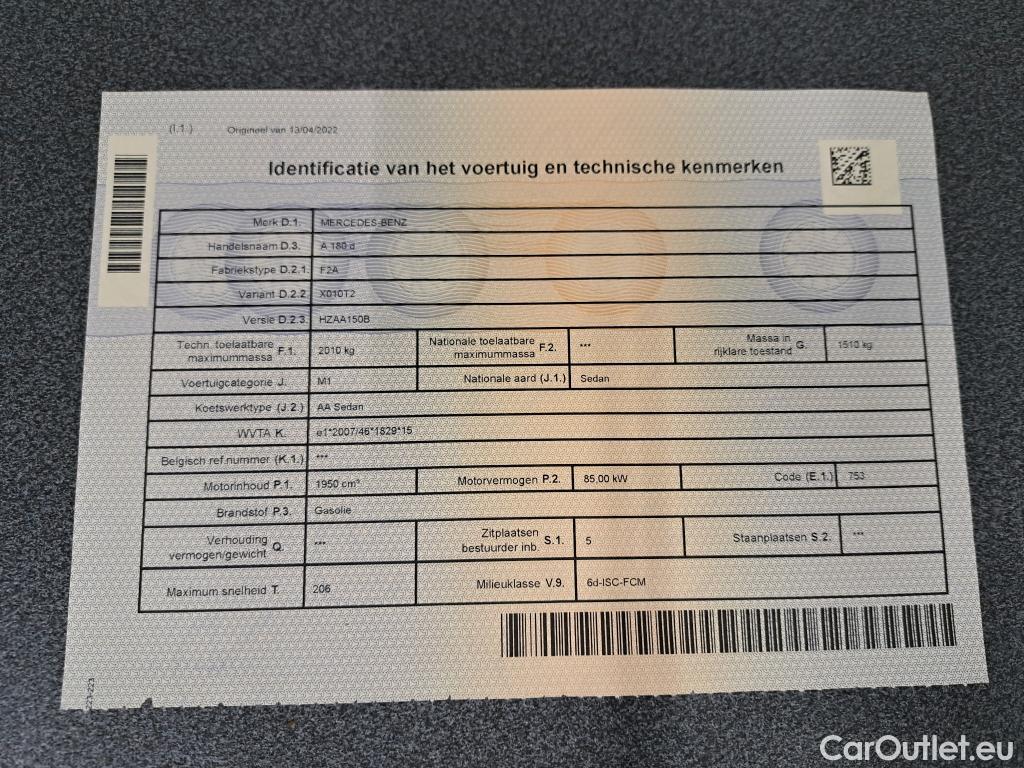 (I.1.) Origineel van 13/04/2022
Identificatie van het voertuig en technische kenmerken
Merk D.1. MERCEDES-BENZ
Handelsnaam D.3. A 180 d
Fabriekstype D.2.1. F2A
Variant D.2.2. X010T2
Versie D.2.3. HZAA150B
Techn. toelaatbare maximummassa F.1. 2010 kg Nationale toelaatbare maximummassa F.2. *** Massa in rijklare toestand G. 1510 kg
Voertuigcategorie J. M1 Nationale aard (J.1.) Sedan
Koetswerktype (J.2.) AA Sedan
WVTA K. e1*2007/46*1829*15
Belgisch ref.nummer (K.1.) ***
Motorinhoud P.1. 1950 cm³ Motorvermogen P.2. 85,00 kW Code (E.1.) 753
Brandstof P.3. Gasolie
Verhouding vermogen/gewicht Q. *** Zitplaatsen bestuurder inb. S.1. 5 Staanplaatsen S.2. ***
Maximum snelheid T. 206 Milieuklasse V.9. 6d-ISC-FCM
223-223
CarOutlet.eu